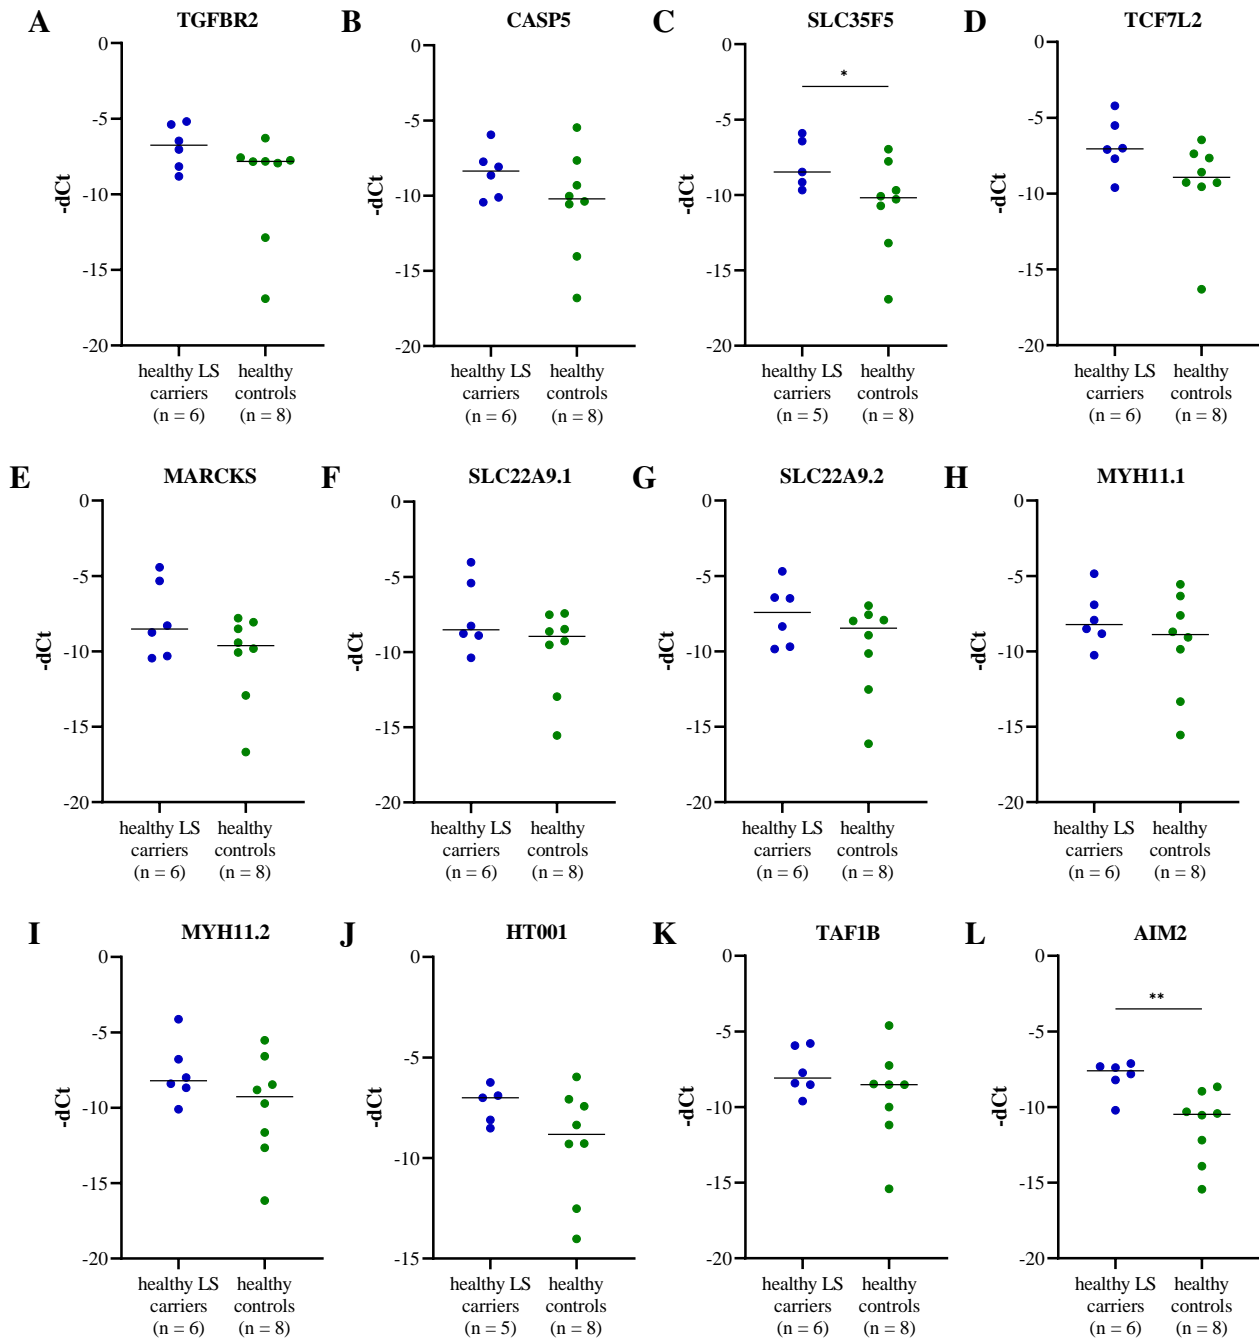 A
TGFBR2
0
-5
-10
-15
-20
-dCt
healthy LS
carriers
(n = 6)
healthy
controls
(n = 8)
B
CASP5
0
-5
-10
-15
-20
-dCt
healthy LS
carriers
(n = 6)
healthy
controls
(n = 8)
C
SLC35F5
0
-5
-10
-15
-20
-dCt
*
healthy LS
carriers
(n = 5)
healthy
controls
(n = 8)
D
TCF7L2
0
-5
-10
-15
-20
-dCt
healthy LS
carriers
(n = 6)
healthy
controls
(n = 8)
E
MARCKS
0
-5
-10
-15
-20
-dCt
healthy LS
carriers
(n = 6)
healthy
controls
(n = 8)
F
SLC22A9.1
0
-5
-10
-15
-20
-dCt
healthy LS
carriers
(n = 6)
healthy
controls
(n = 8)
G
SLC22A9.2
0
-5
-10
-15
-20
-dCt
healthy LS
carriers
(n = 6)
healthy
controls
(n = 8)
H
MYH11.1
0
-5
-10
-15
-20
-dCt
healthy LS
carriers
(n = 6)
healthy
controls
(n = 8)
I
MYH11.2
0
-5
-10
-15
-20
-dCt
healthy LS
carriers
(n = 6)
healthy
controls
(n = 8)
J
HT001
0
-5
-10
-15
-dCt
healthy LS
carriers
(n = 5)
healthy
controls
(n = 8)
K
TAF1B
0
-5
-10
-15
-20
-dCt
healthy LS
carriers
(n = 6)
healthy
controls
(n = 8)
L
AIM2
0
-5
-10
-15
-20
-dCt
**
healthy LS
carriers
(n = 6)
healthy
controls
(n = 8)